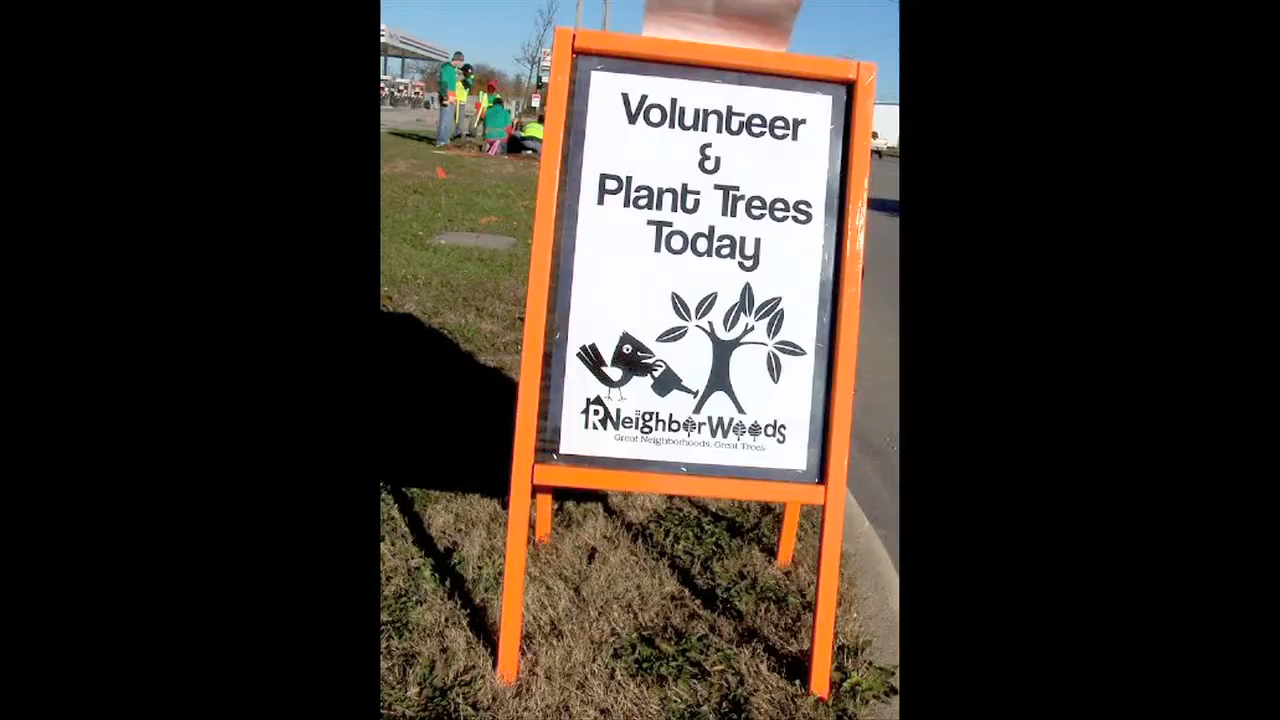 Volunteer
&
Plant Trees
Today
RNeighborWoods
Great Neighborhoods, Great Trees